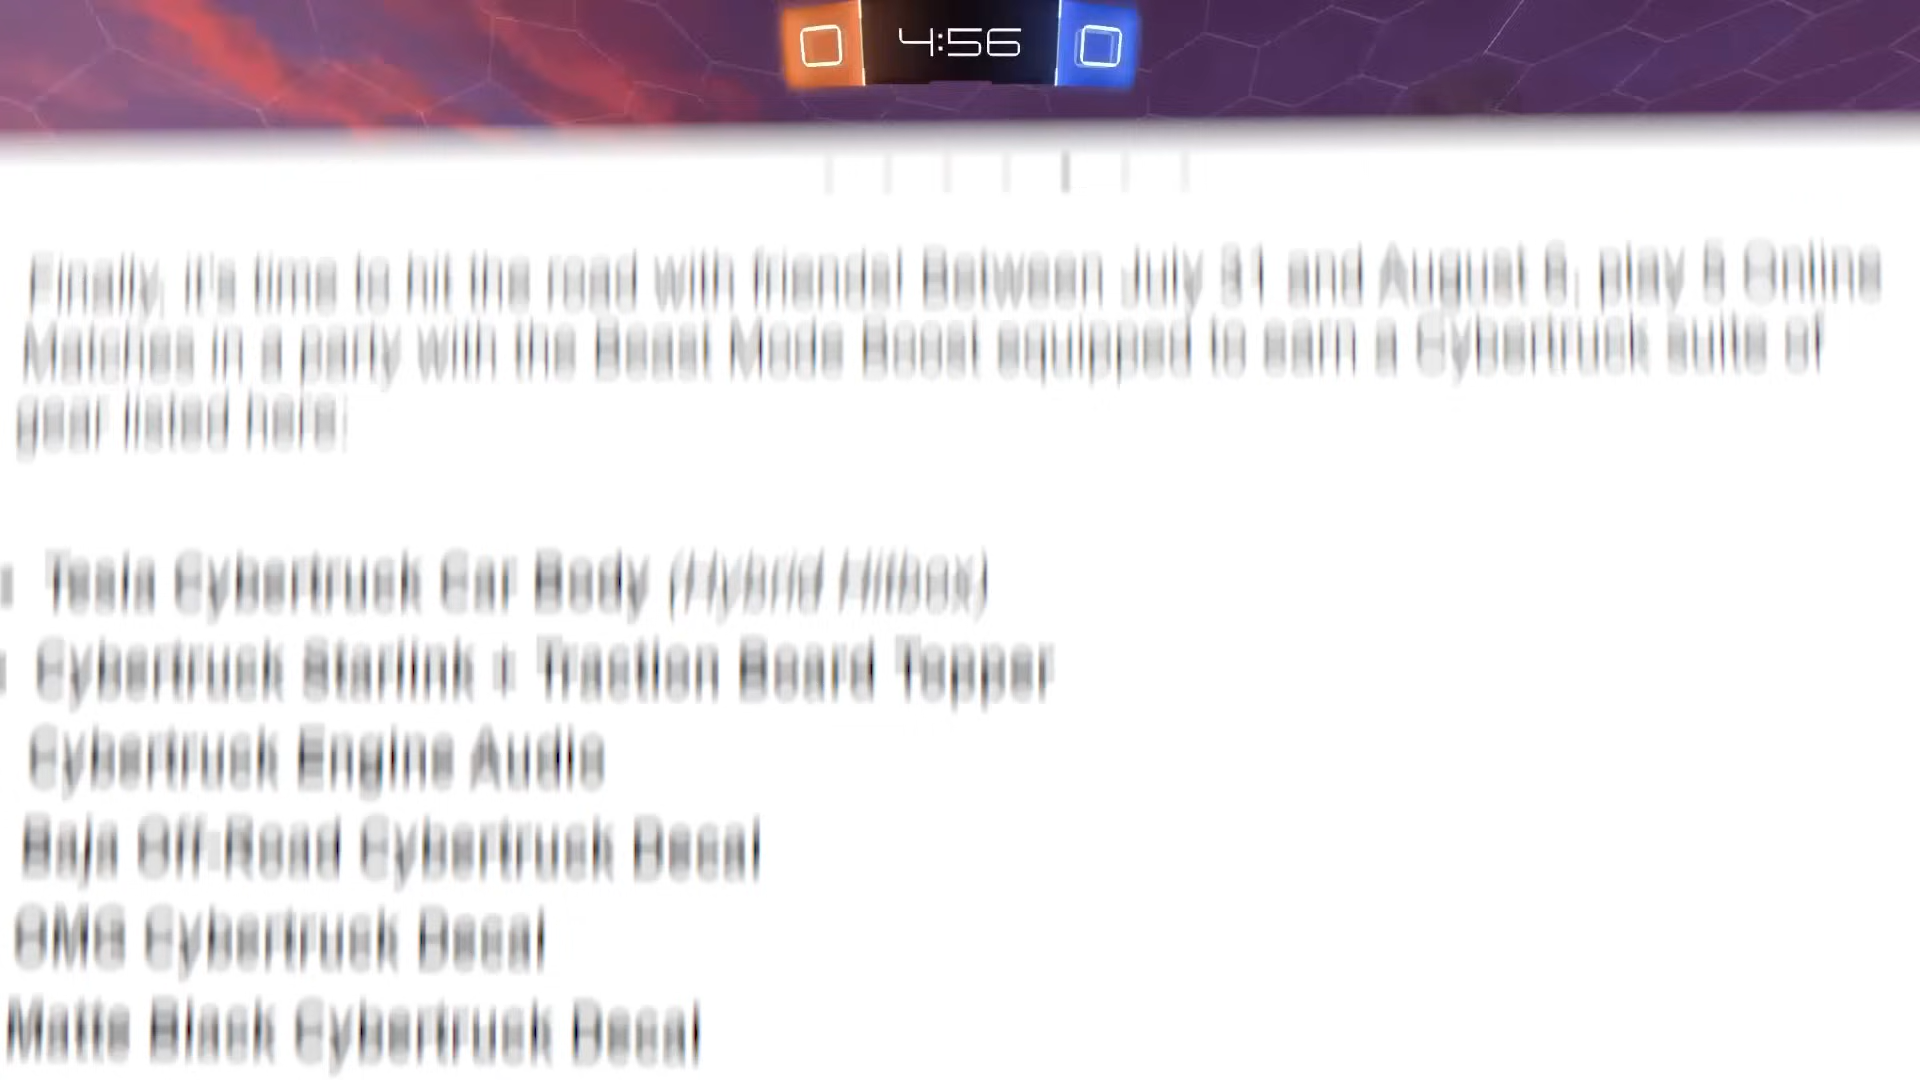 4:56
Finally, it's time to hit the road with friends! Between July 31 and August 6, play 5 Online
Matches in a party with the Beast Mode Boost equipped to earn a Cybertruck suite of
gear listed here:
Tesla Cybertruck Car Body (Hybrid Hitbox)
Cybertruck Starlink + Traction Board Topper
Cybertruck Engine Audio
Baja Off-Road Cybertruck Decal
OMG Cybertruck Decal
Matte Black Cybertruck Decal